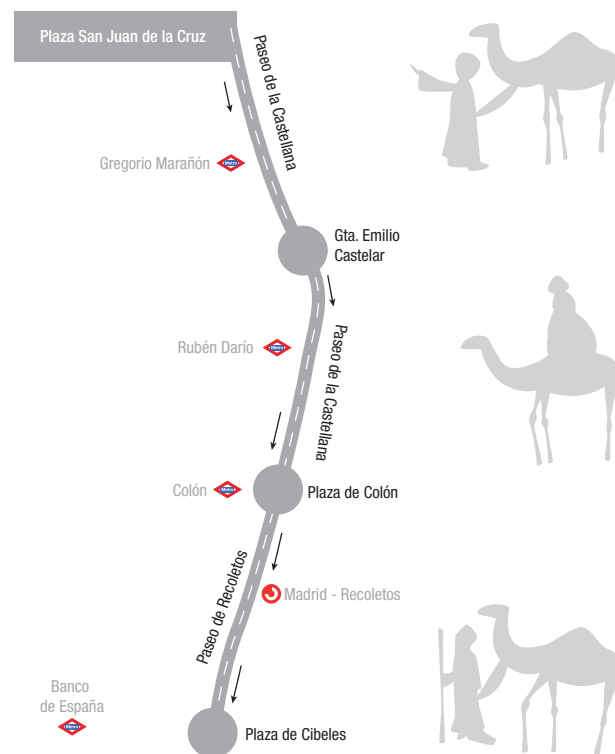 Plaza San Juan de la Cruz
Paseo de la Castellana
Gregorio Marañón
Metro
Gta. Emilio
Castelar
Rubén Darío
Metro
Paseo de la Castellana
Colón
Metro
Plaza de Colón
Paseo de Recoletos
Madrid - Recoletos
Banco
de España
Metro
Plaza de Cibeles